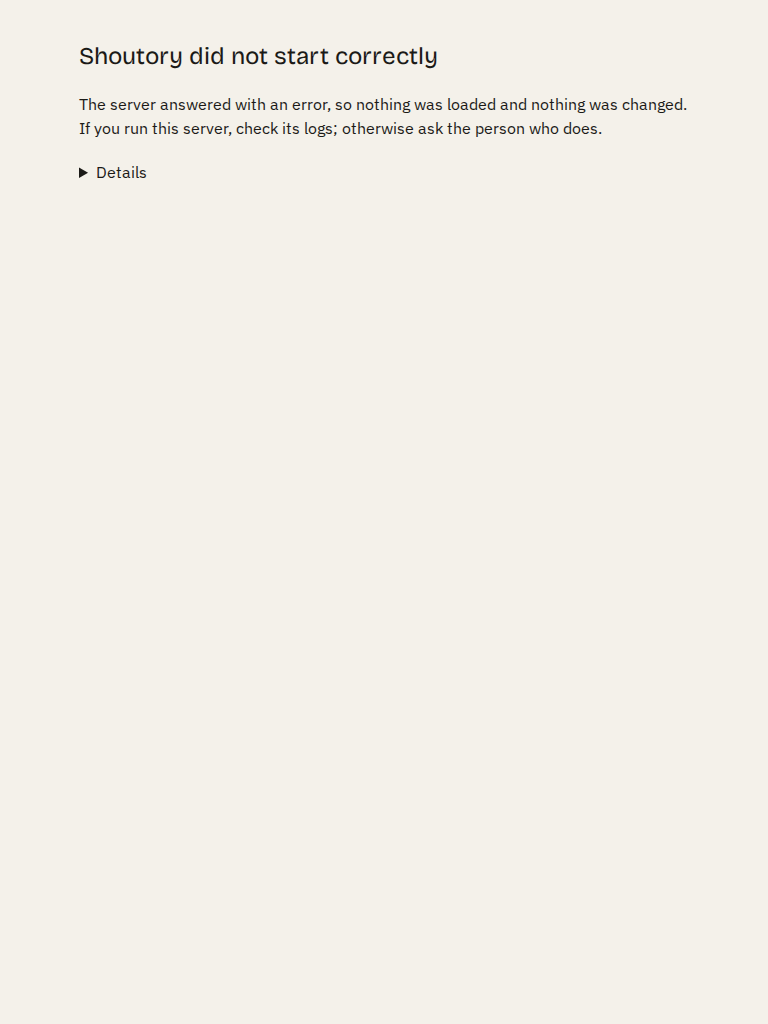 Shoutory did not start correctly
The server answered with an error, so nothing was loaded and nothing was changed.
If you run this server, check its logs; otherwise ask the person who does.
Details